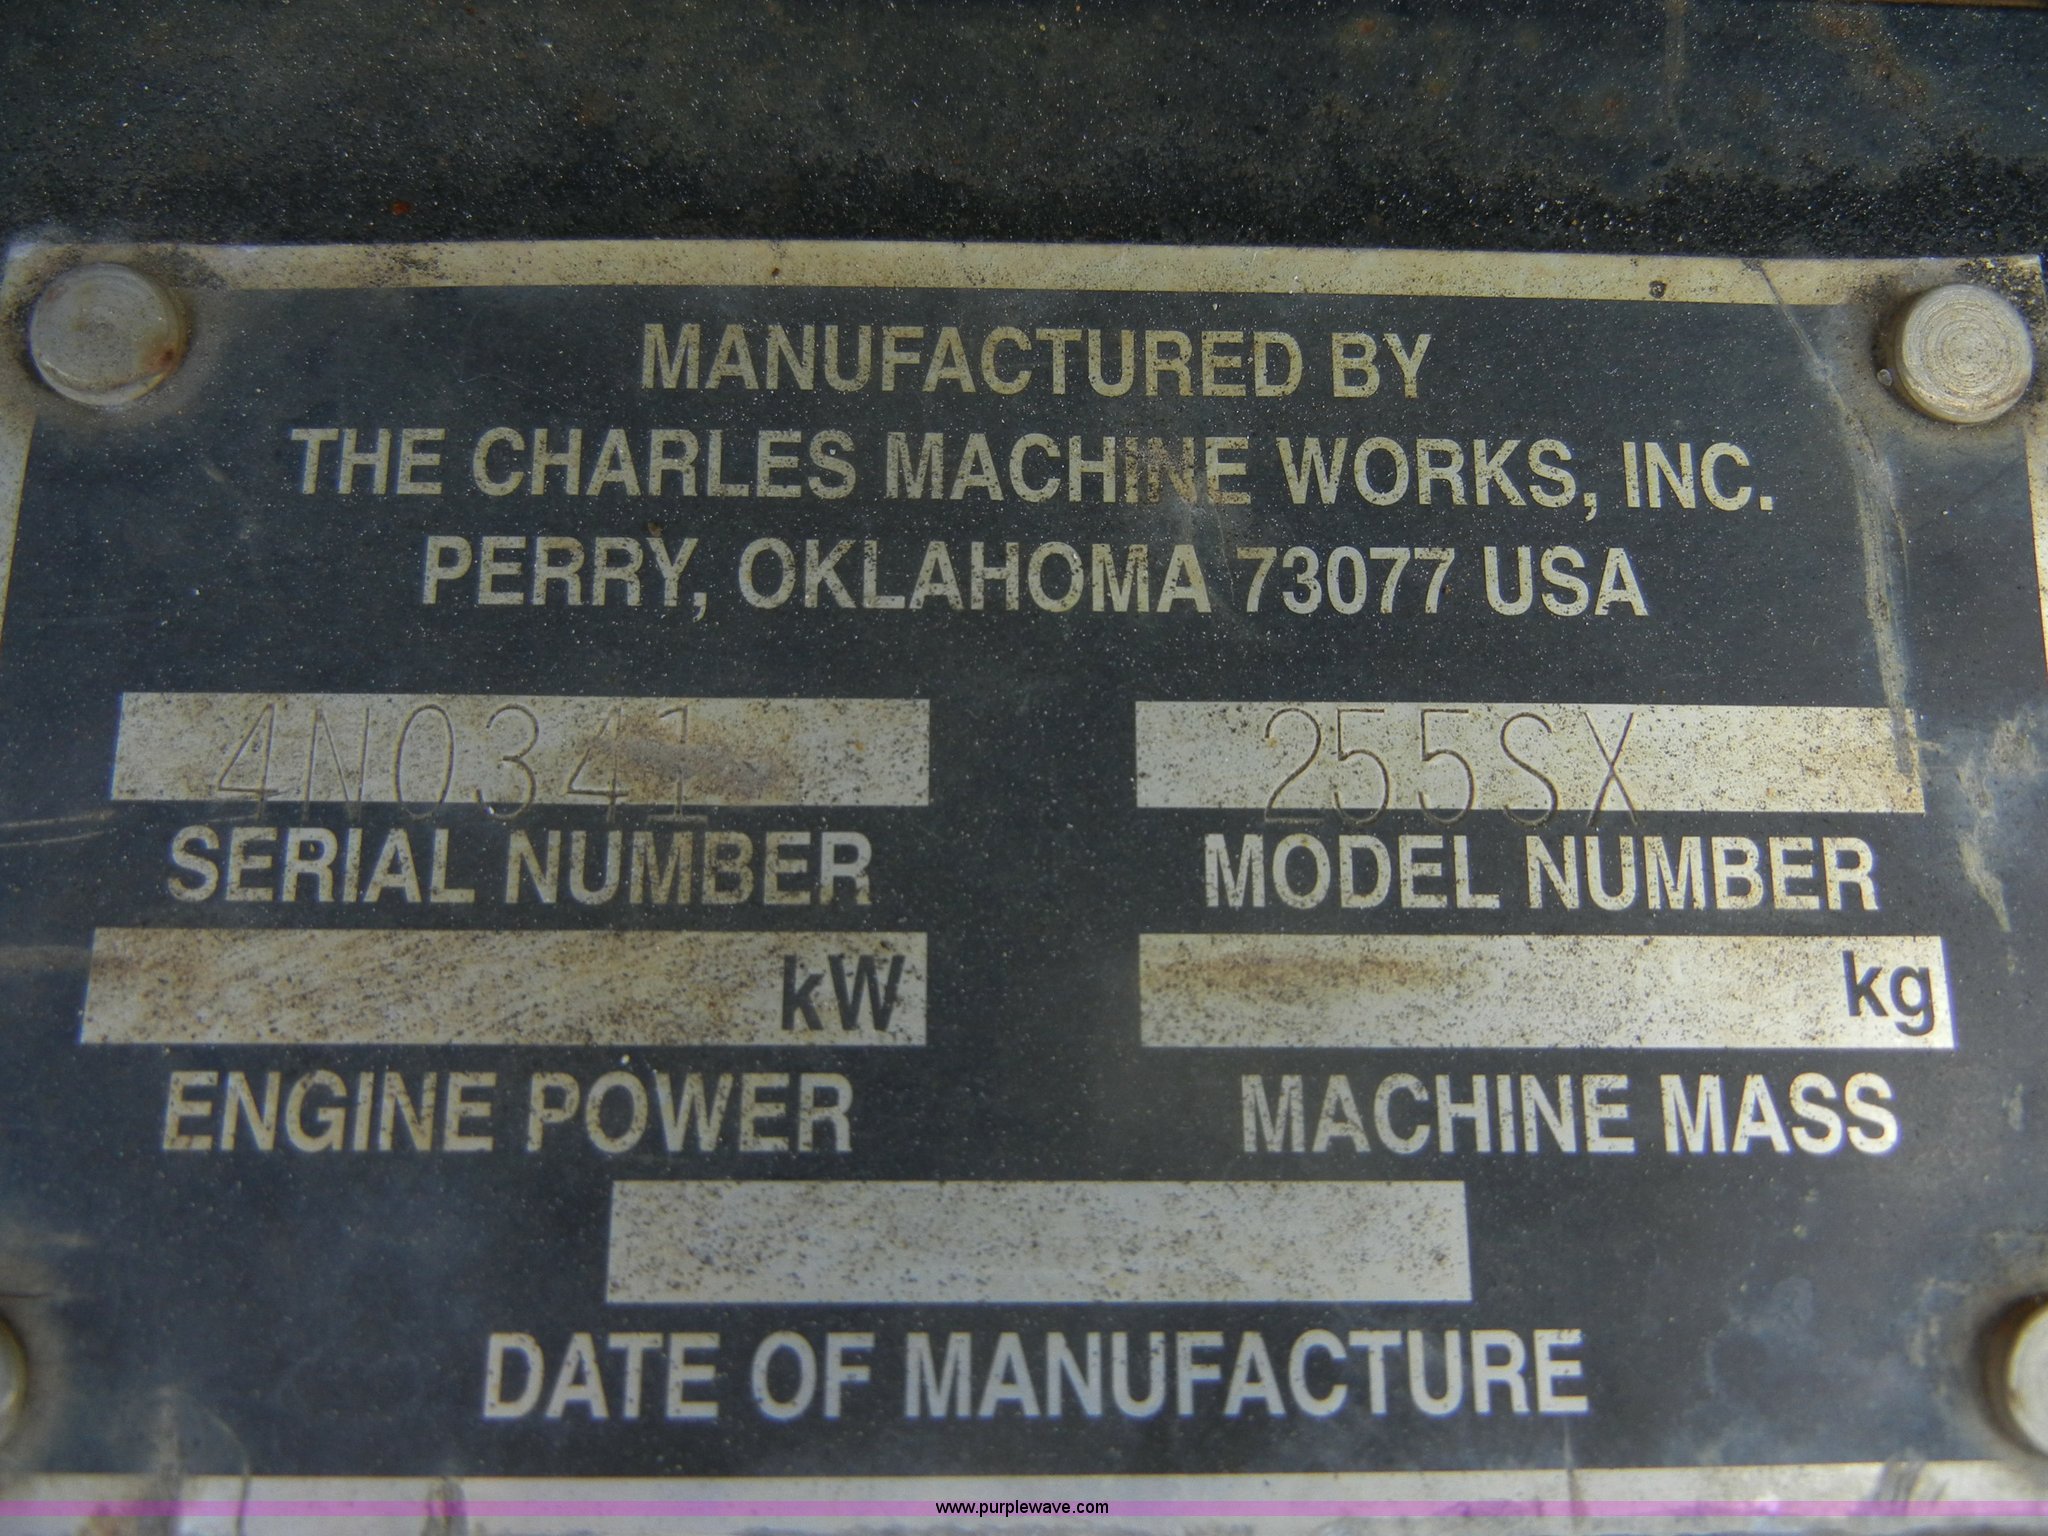 MANUFACTURED BY
THE CHARLES MACHINE WORKS, INC.
PERRY, OKLAHOMA 73077 USA
4N0341 255SX
SERIAL NUMBER MODEL NUMBER
kW kg
ENGINE POWER MACHINE MASS
DATE OF MANUFACTURE
www.purplewave.com